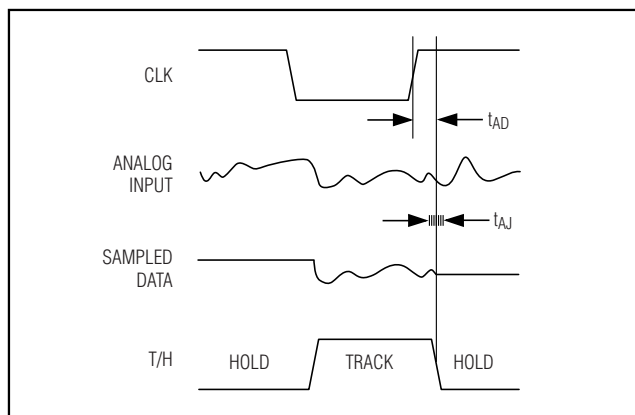 CLK
tAD
ANALOG
INPUT
tAJ
SAMPLED
DATA
T/H
HOLD
TRACK
HOLD